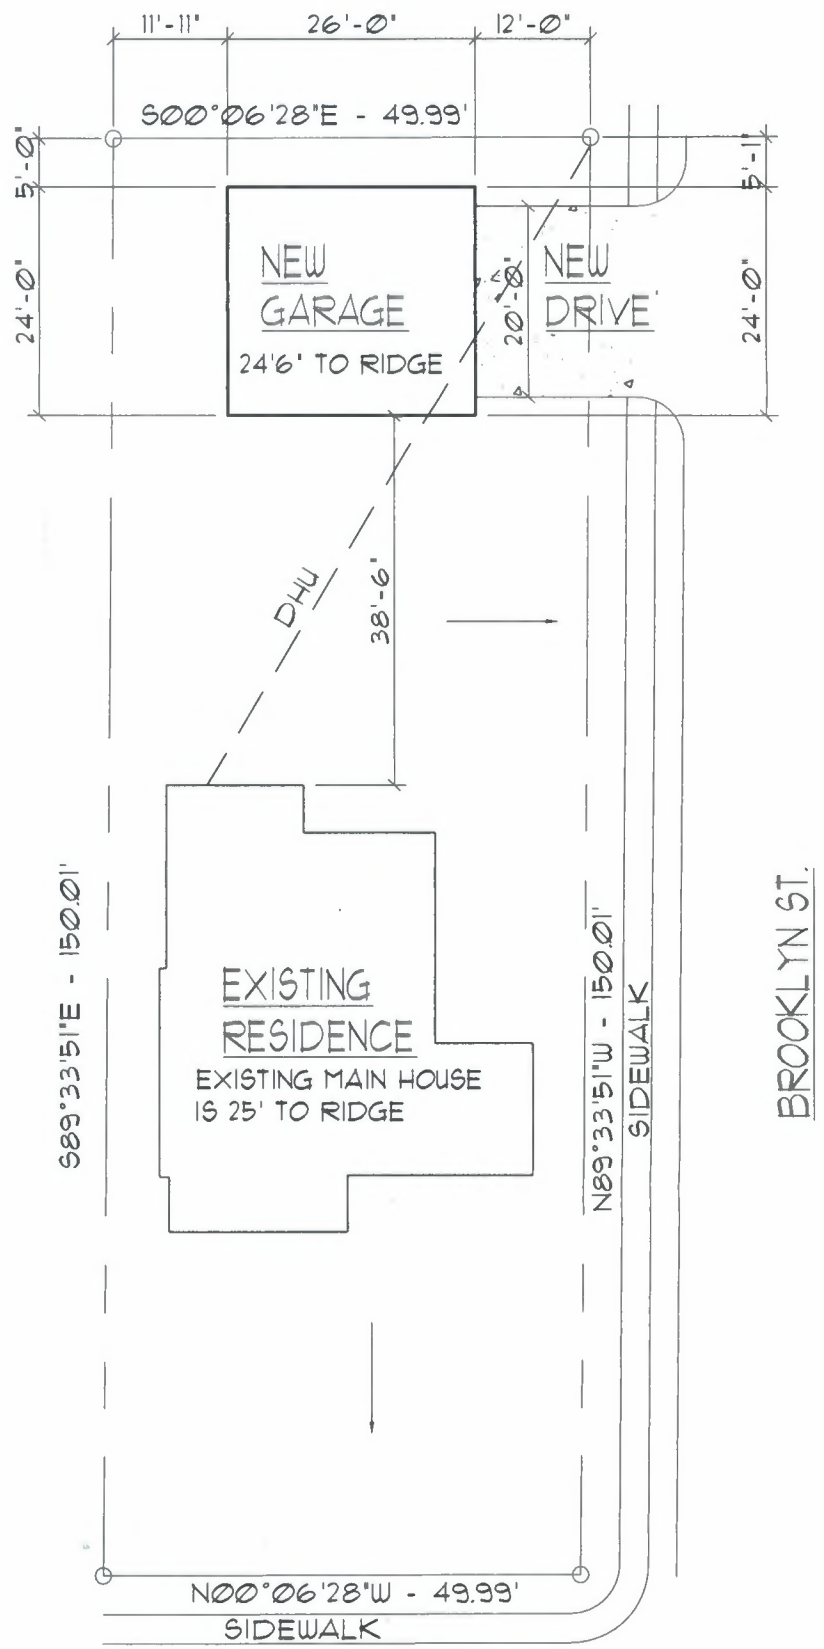 11'-11" 26'-0" 12'-0"
S00°06'28"E - 49.99'
5'-0"
5'-1"
24'-0"
NEW
GARAGE
24'6" TO RIDGE
20'-0"
NEW
DRIVE
24'-0"
OHU
38'-6"
S89°33'51"E - 150.01'
EXISTING
RESIDENCE
EXISTING MAIN HOUSE
IS 25' TO RIDGE
N89°33'51"W - 150.01'
SIDEWALK
BROOKLYN ST.
N00°06'28"W - 49.99'
SIDEWALK